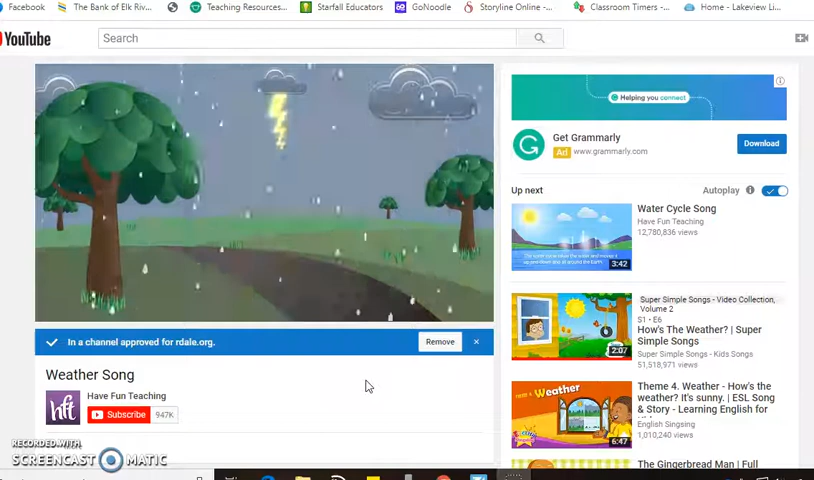 Facebook
The Bank of Elk Riv...
Teaching Resources...
Starfall Educators
GoNoodle
Storyline Online -...
Classroom Timers -...
Home - Lakeview Li...
YouTube
Search
Helping you connect
Get Grammarly
Ad www.grammarly.com
Download
Up next
Autoplay
Water Cycle Song
Have Fun Teaching
12,780,836 views
3:42
Super Simple Songs - Video Collection,
Volume 2
S1 • E6
How's The Weather? | Super
Simple Songs
Super Simple Songs - Kids Songs
51,518,971 views
2:07
Theme 4. Weather - How's the
weather? It's sunny. | ESL Song
& Story - Learning English for
English Singsing
1,010,240 views
Weather
6:47
The Gingerbread Man | Full
In a channel approved for rdale.org.
Remove
Weather Song
hft
Have Fun Teaching
Subscribe 947K
RECORDED WITH
SCREENCAST MATIC